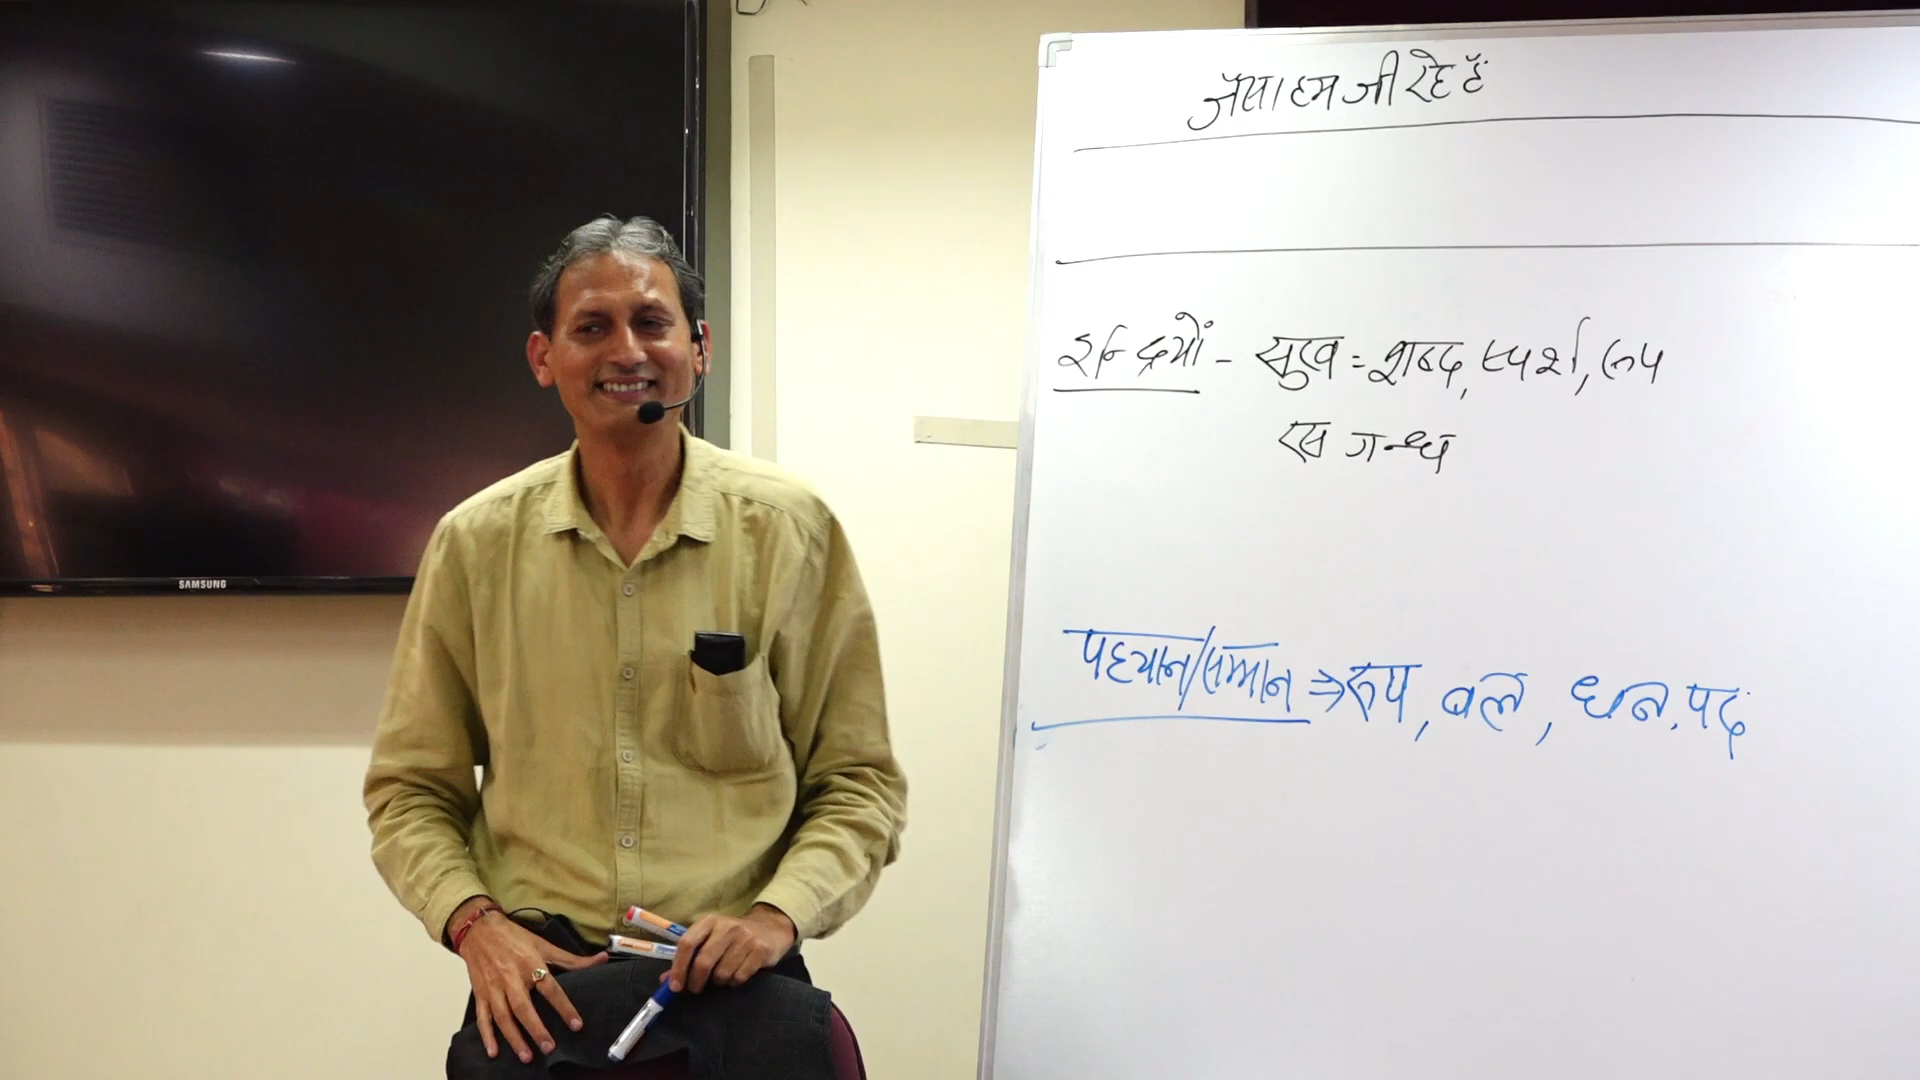 SAMSUNG
जैसा हम जी रहे हैं
इन्द्रियों - सुख = शब्द, स्पर्श, रूप
रस गन्ध
पहचान/सम्मान ⇒ रूप, बल, धन, पद